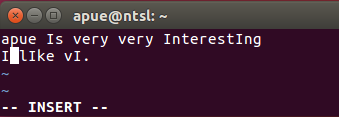 apue@ntsl: ~
apue Is very very InterestIng
I lIke vI.
~
~
-- INSERT --